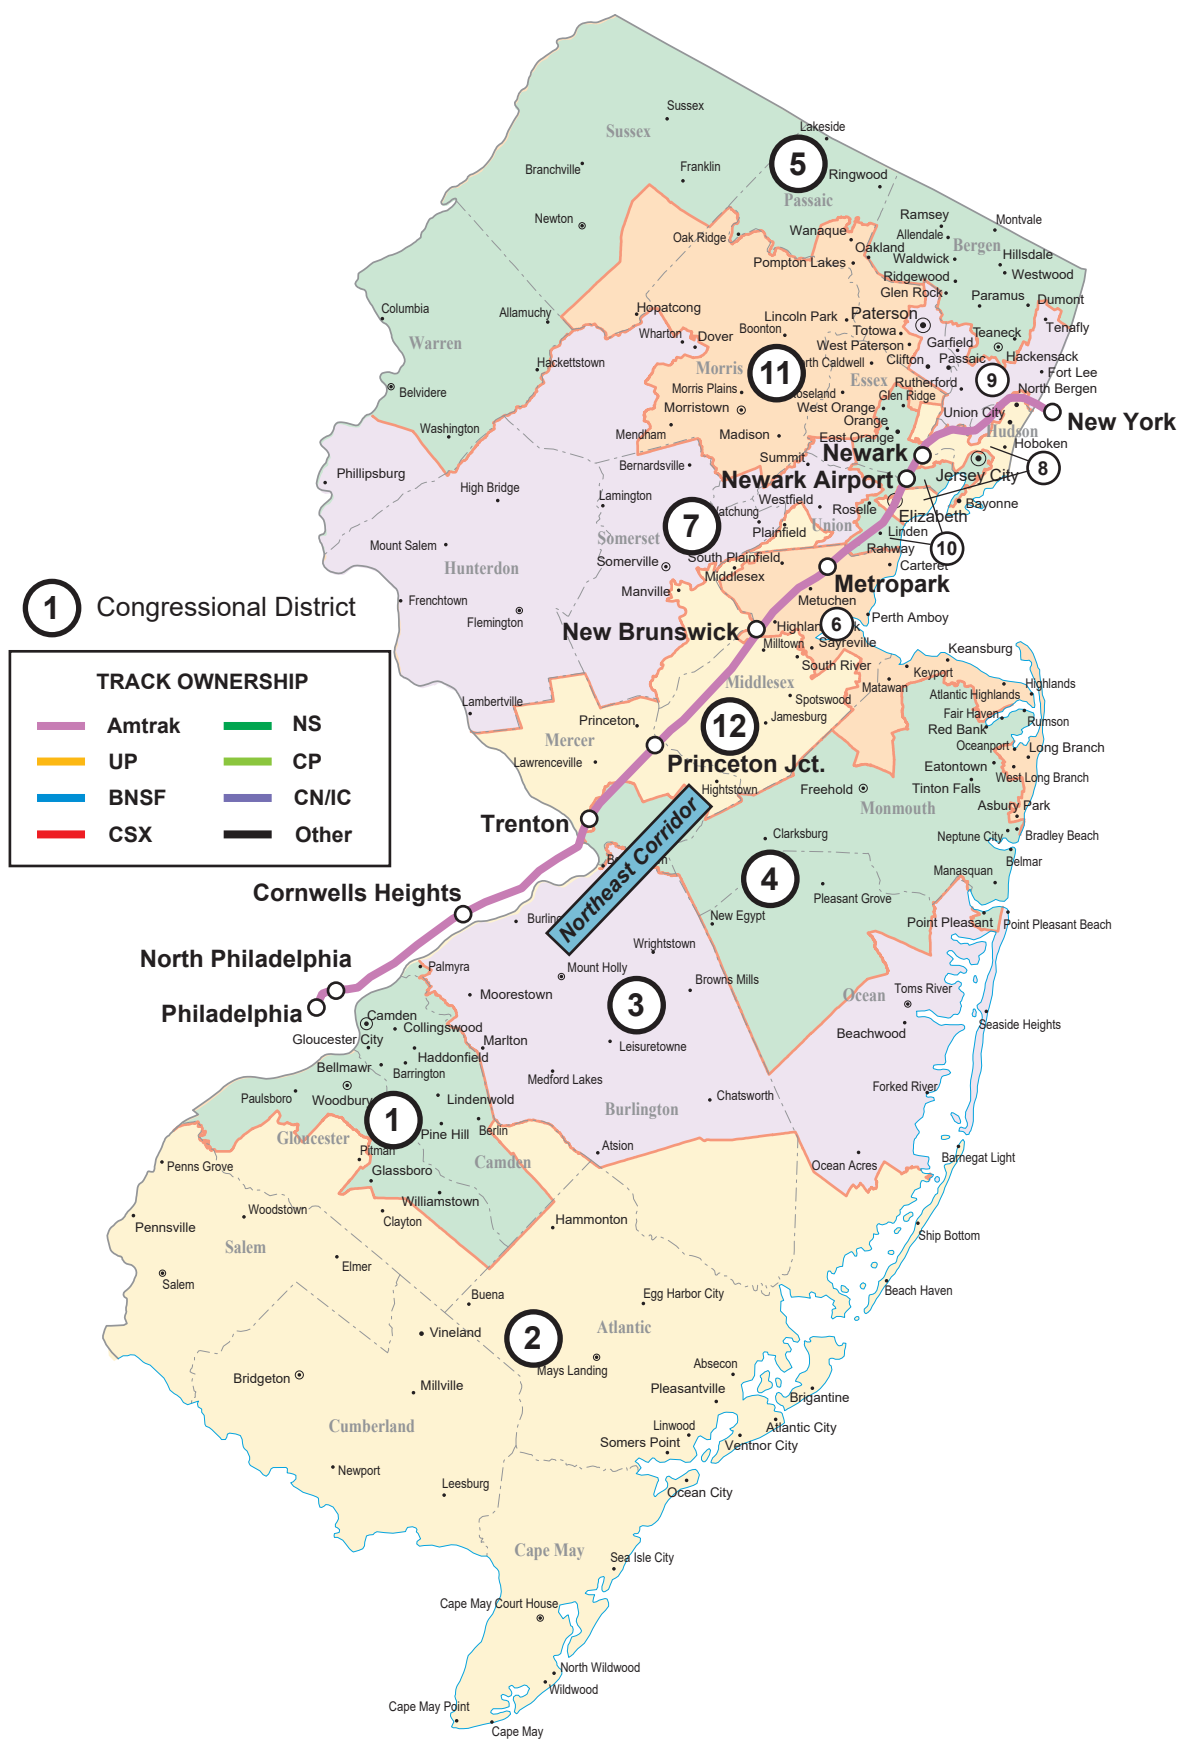 Sussex
Lakeside
Sussex
5
Branchville
Franklin
Ringwood
Passaic
Newton
Ramsey
Montvale
Oak Ridge
Wanaque
Allendale
Bergen
Oakland
Hillsdale
Pompton Lakes
Waldwick
Westwood
Ridgewood
Glen Rock
Paramus
Dumont
Columbia
Allamuchy
Hopatcong
Lincoln Park
Paterson
Tenafly
Wharton
Dover
Boonton
Totowa
Teaneck
Warren
West Paterson
Garfield
Hackensack
Hackettstown
Morris
11
Clifton
Passaic
Fort Lee
Essex
Rutherford
9
North Bergen
Belvidere
Morris Plains
Glen Ridge
Morristown
West Orange
Union City
New York
Orange
Hudson
Washington
Mendham
Madison
East Orange
Hoboken
Newark
Bernardsville
Summit
8
Phillipsburg
Newark Airport
Jersey City
High Bridge
Lamington
Westfield
Bayonne
Roselle
7
Elizabeth
Plainfield
Union
Linden
Mount Salem
Somerset
Rahway
10
Hunterdon
Somerville
South Plainfield
Carteret
Middlesex
Metropark
Manville
Metuchen
Frenchtown
Flemington
New Brunswick
6
Perth Amboy
Milltown
Sayreville
South River
Keansburg
Middlesex
Keyport
Matawan
Highlands
Atlantic Highlands
Lambertville
Spotswood
Fair Haven
Princeton
12
Jamesburg
Red Bank
Rumson
Mercer
Oceanport
Long Branch
Lawrenceville
Princeton Jct.
Eatontown
West Long Branch
Hightstown
Freehold
Tinton Falls
Monmouth
Asbury Park
Trenton
Clarksburg
Neptune City
Bradley Beach
Belmar
Northeast Corridor
4
Manasquan
Cornwells Heights
Pleasant Grove
New Egypt
Point Pleasant
Point Pleasant Beach
North Philadelphia
Wrightstown
Palmyra
Mount Holly
Browns Mills
Moorestown
3
Ocean
Toms River
Philadelphia
Camden
Beachwood
Seaside Heights
Collingswood
Gloucester City
Marlton
Leisuretowne
Haddonfield
Bellmawr
Barrington
Medford Lakes
Forked River
Paulsboro
Woodbury
Lindenwold
Chatsworth
1
Burlington
Gloucester
Pine Hill
Berlin
Atsion
Pitman
Barnegat Light
Penns Grove
Camden
Ocean Acres
Glassboro
Williamstown
Woodstown
Clayton
Hammonton
Pennsville
Ship Bottom
Salem
Elmer
Salem
Buena
Egg Harbor City
Beach Haven
Vineland
2
Atlantic
Mays Landing
Absecon
Bridgeton
Pleasantville
Millville
Brigantine
Cumberland
Linwood
Atlantic City
Somers Point
Ventnor City
Newport
Leesburg
Ocean City
Cape May
Sea Isle City
Cape May Court House
North Wildwood
Wildwood
Cape May Point
Cape May
1 Congressional District
TRACK OWNERSHIP
Amtrak
NS
UP
CP
BNSF
CN/IC
CSX
Other